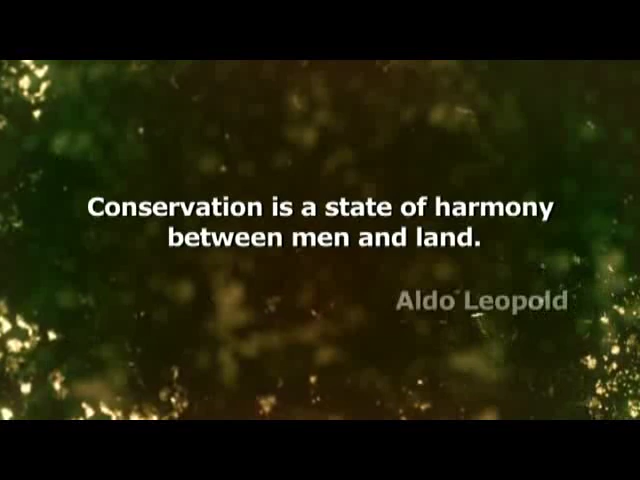 Conservation is a state of harmony
between men and land.
Aldo Leopold